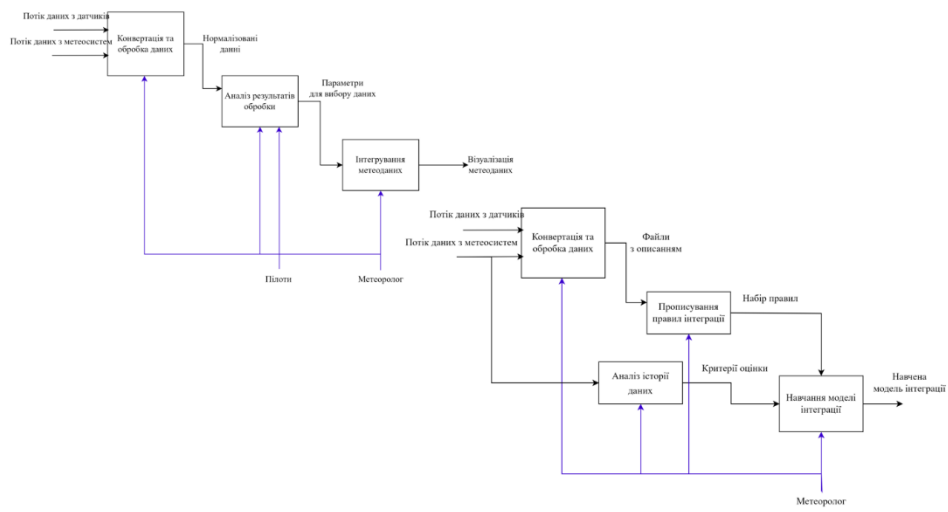 Потік даних з датчиків
Потік даних з метеосистем
Конвертація та
обробка даних
Нормалізовані
данні
Аналіз результатів
обробки
Параметри
для вибору даних
Інтегрування
метеоданих
Візуалізація
метеоданих
Пілоти
Метеоролог
Потік даних з датчиків
Потік даних з метеосистем
Конвертація та
обробка даних
Файли
з описанням
Прописування
правил інтеграції
Набір правил
Аналіз історії
даних
Критерії оцінки
Навчання моделі
інтеграції
Навчена
модель інтеграції
Метеоролог